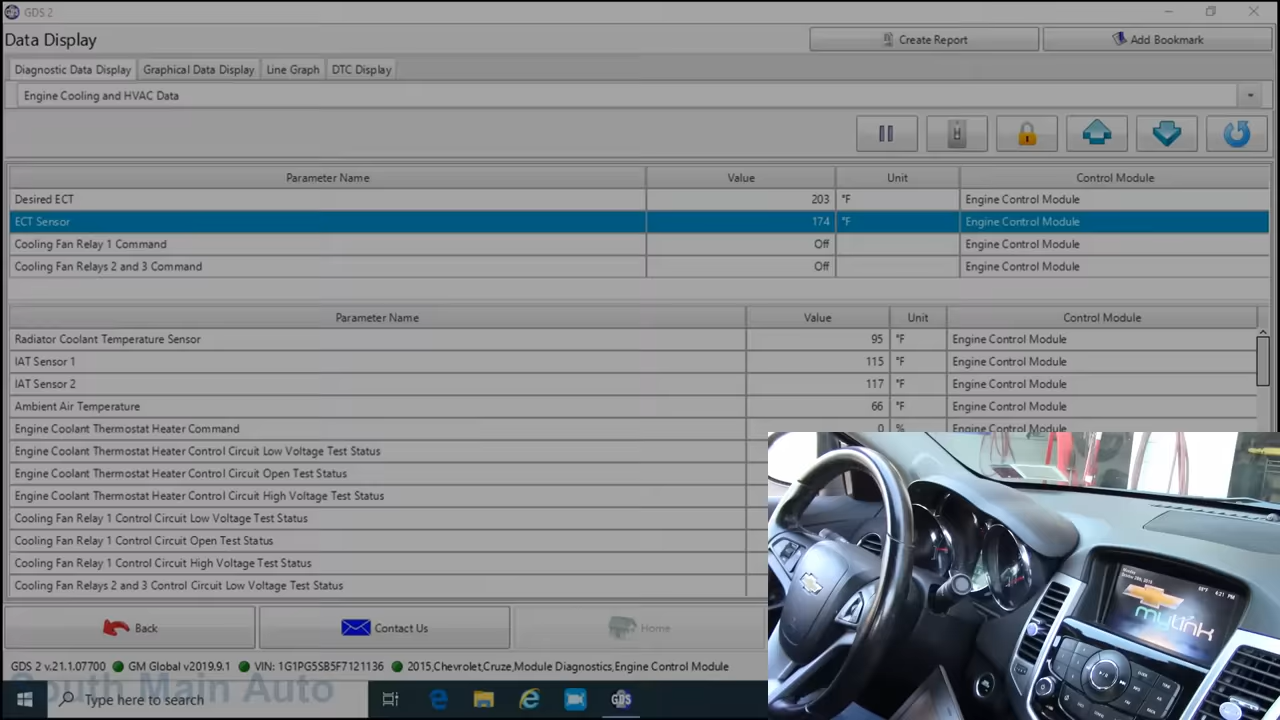 GDS 2
Data Display
Create Report
Add Bookmark
Diagnostic Data Display Graphical Data Display Line Graph DTC Display
Engine Cooling and HVAC Data
Parameter Name Value Unit Control Module
Desired ECT 203 °F Engine Control Module
ECT Sensor 174 °F Engine Control Module
Cooling Fan Relay 1 Command Off Engine Control Module
Cooling Fan Relays 2 and 3 Command Off Engine Control Module
Parameter Name Value Unit Control Module
Radiator Coolant Temperature Sensor 95 °F Engine Control Module
IAT Sensor 1 115 °F Engine Control Module
IAT Sensor 2 117 °F Engine Control Module
Ambient Air Temperature 66 °F Engine Control Module
Engine Coolant Thermostat Heater Command 0 % Engine Control Module
Engine Coolant Thermostat Heater Control Circuit Low Voltage Test Status
Engine Coolant Thermostat Heater Control Circuit Open Test Status
Engine Coolant Thermostat Heater Control Circuit High Voltage Test Status
Cooling Fan Relay 1 Control Circuit Low Voltage Test Status
Cooling Fan Relay 1 Control Circuit Open Test Status
Cooling Fan Relay 1 Control Circuit High Voltage Test Status
Cooling Fan Relays 2 and 3 Control Circuit Low Voltage Test Status
Back
Contact Us
Home
GDS 2 v.21.1.07700 GM Global v2019.9.1 VIN: 1G1PG5SB5F7121136 2015,Chevrolet,Cruze,Module Diagnostics,Engine Control Module
South Main Auto
Type here to search
GDS
4:21 PM
mylink